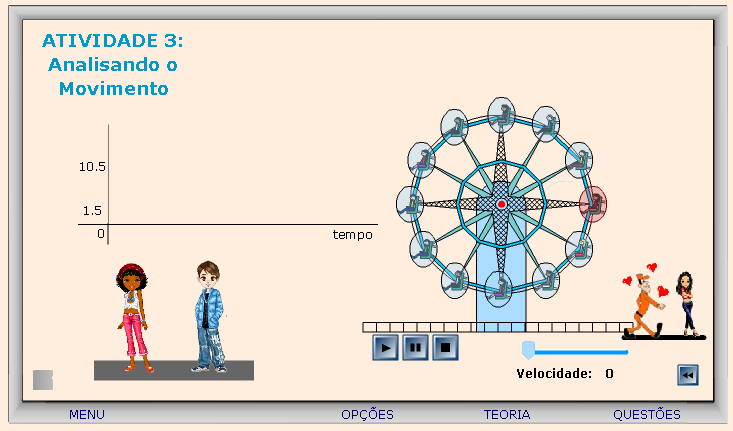 ATIVIDADE 3:
Analisando o
Movimento
10.5
1.5
0
tempo
Velocidade: 0
MENU
OPÇÕES
TEORIA
QUESTÕES